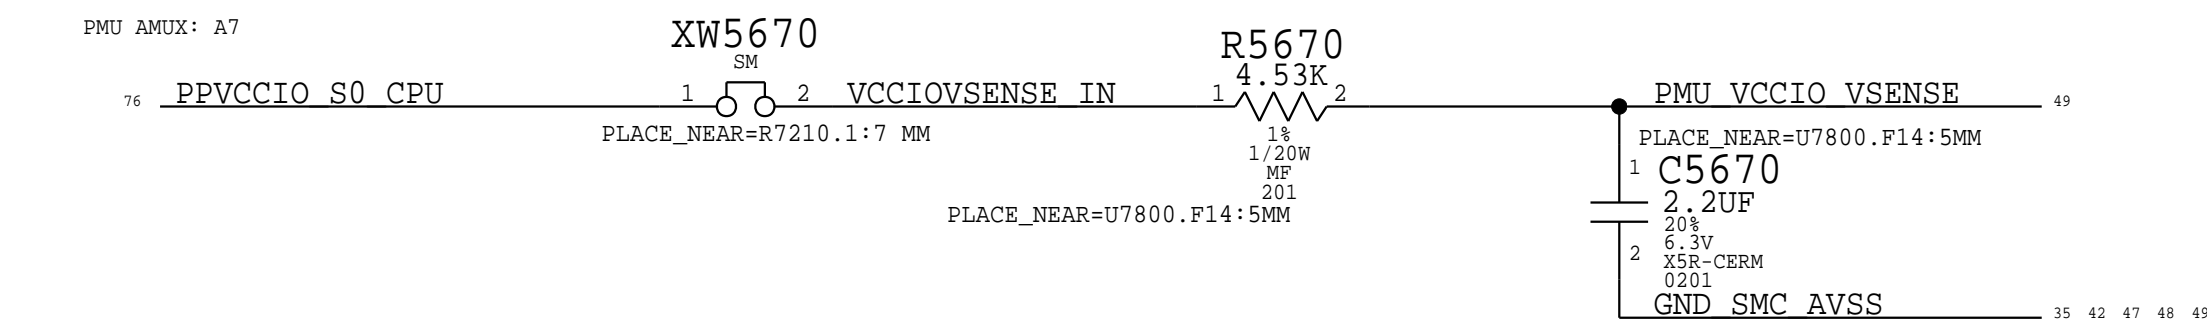 PMU AMUX: A7
XW5670
SM
76 PPVCCIO_S0_CPU 1 2 VCCIOVSENSE_IN
PLACE_NEAR=R7210.1:7 MM
R5670
4.53K
1 2
1%
1/20W
MF
201
PLACE_NEAR=U7800.F14:5MM
PMU_VCCIO_VSENSE 49
PLACE_NEAR=U7800.F14:5MM
1 C5670
2.2UF
20%
6.3V
2 X5R-CERM
0201
GND_SMC_AVSS 35 42 47 48 49